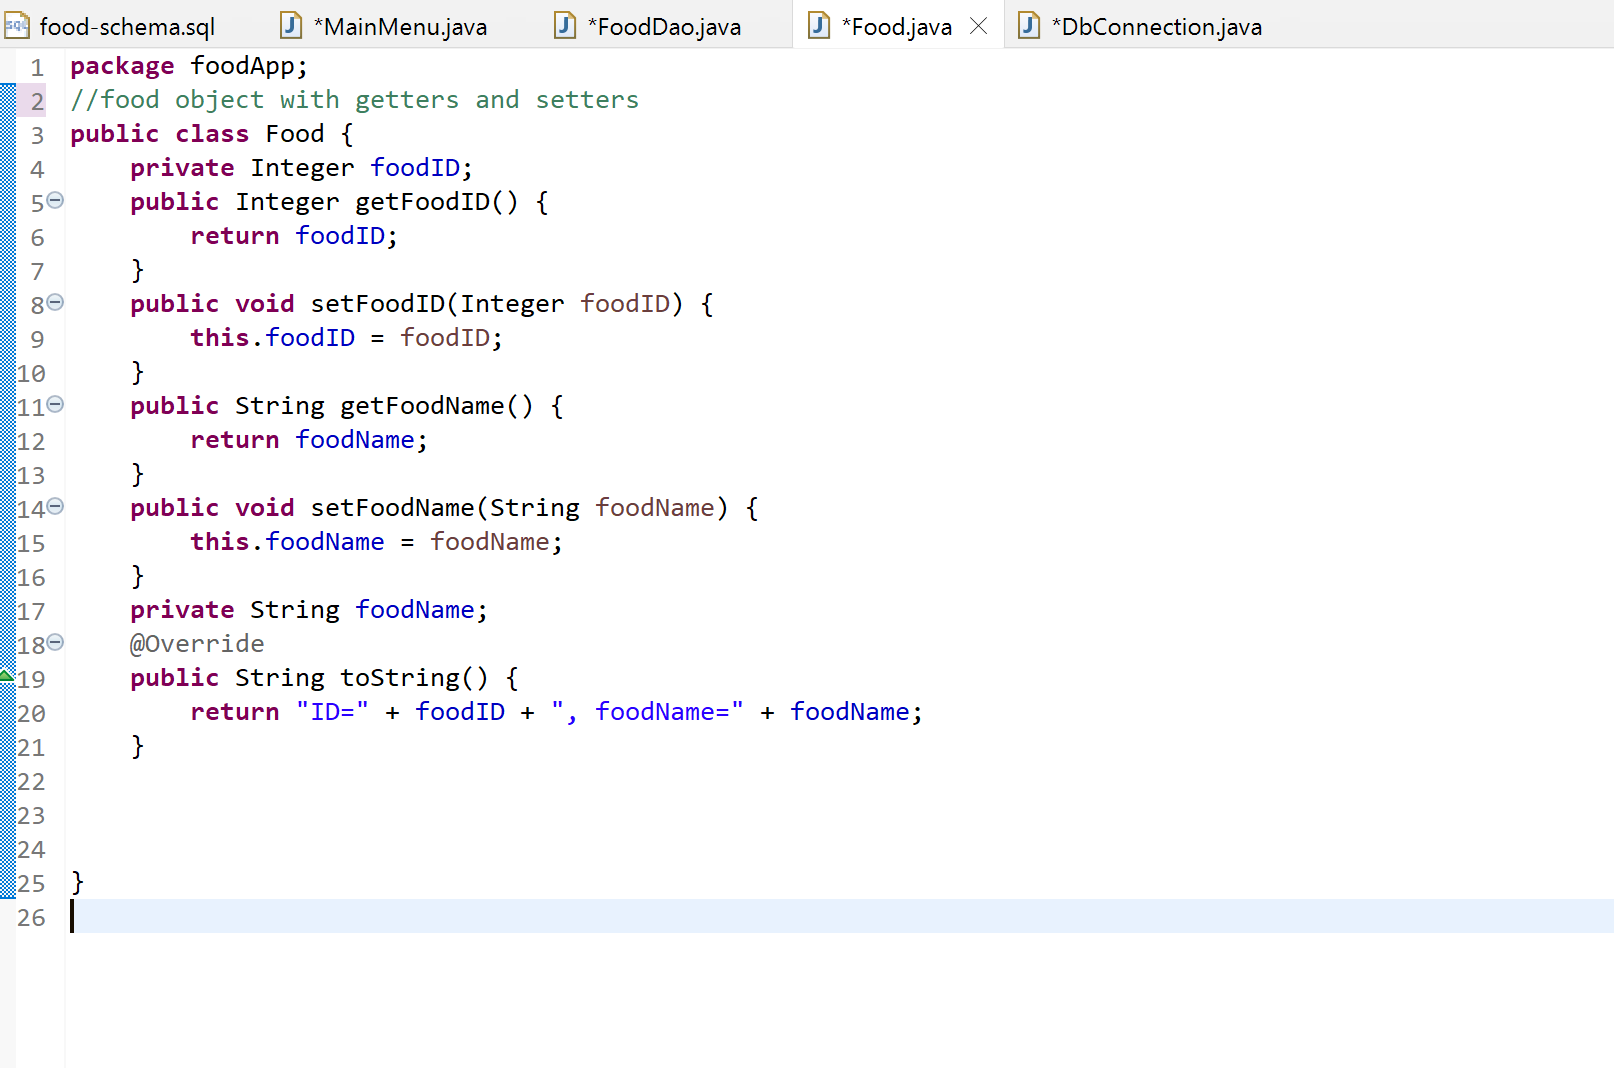 food-schema.sql *MainMenu.java *FoodDao.java *Food.java *DbConnection.java
1 package foodApp;
2 //food object with getters and setters
3 public class Food {
4     private Integer foodID;
5     public Integer getFoodID() {
6         return foodID;
7     }
8     public void setFoodID(Integer foodID) {
9         this.foodID = foodID;
10     }
11     public String getFoodName() {
12         return foodName;
13     }
14     public void setFoodName(String foodName) {
15         this.foodName = foodName;
16     }
17     private String foodName;
18     @Override
19     public String toString() {
20         return "ID=" + foodID + ", foodName=" + foodName;
21     }
22
23
24
25 }
26